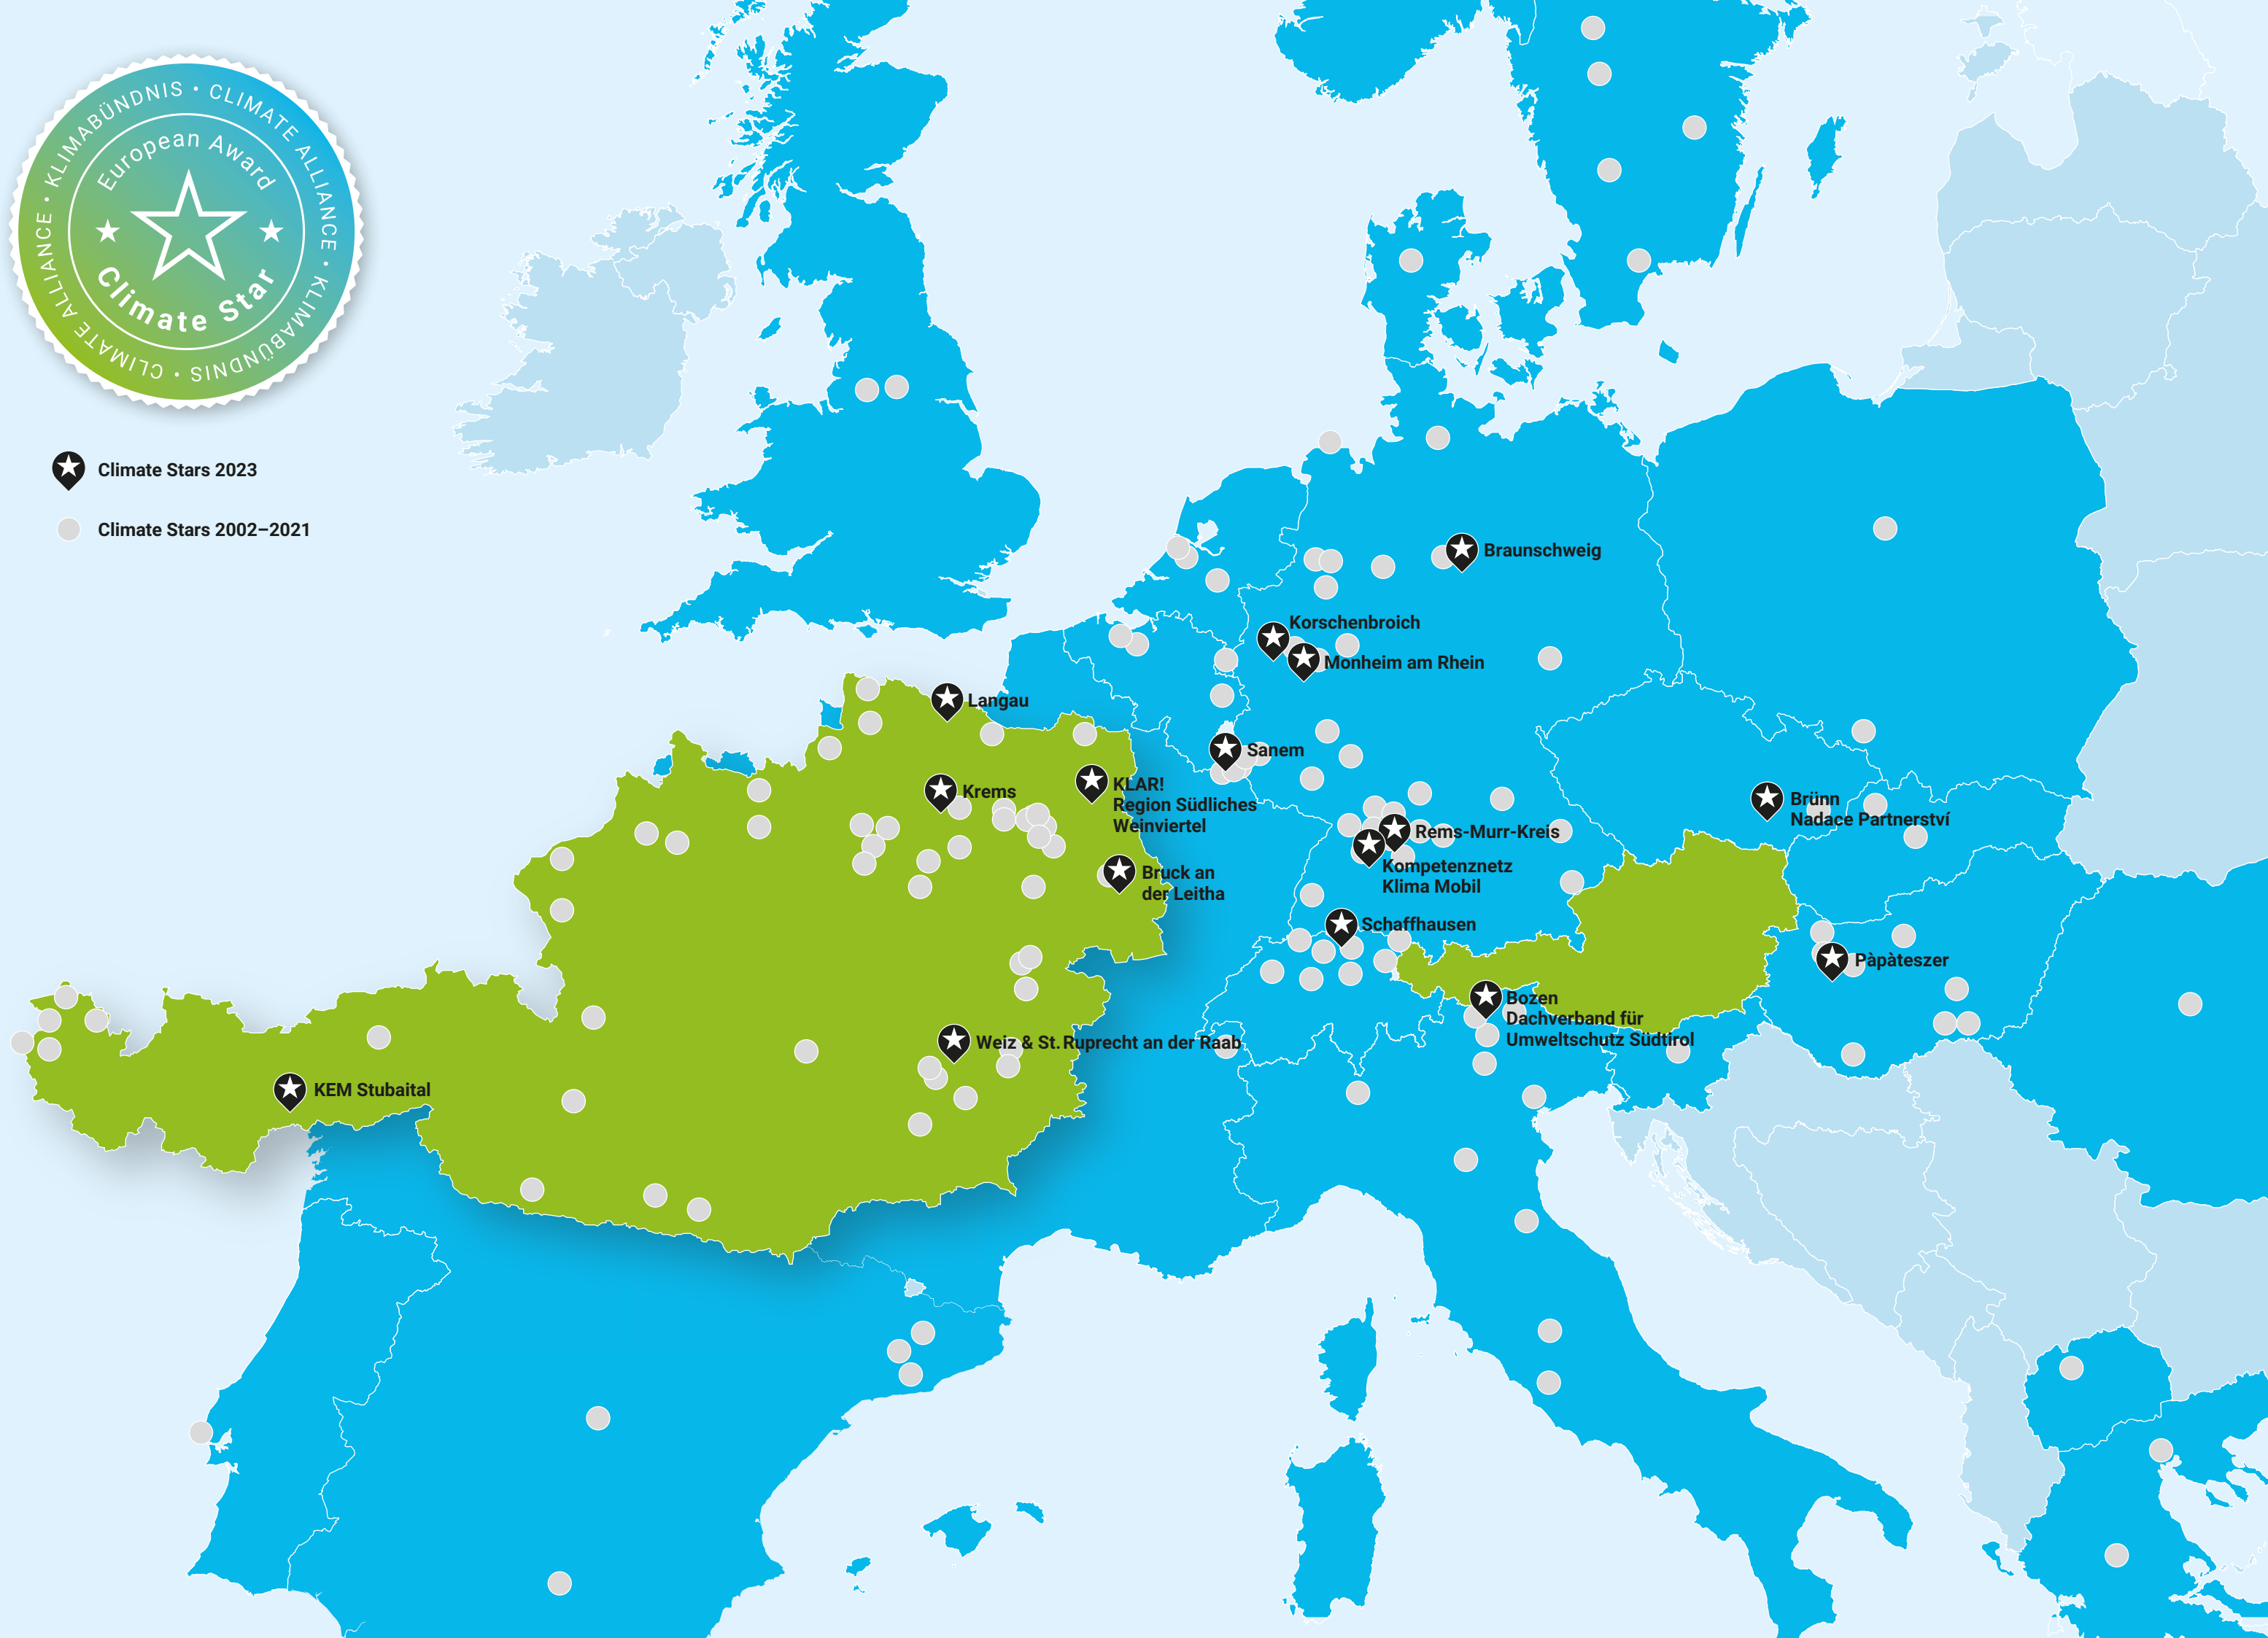 KLIMABÜNDNIS • CLIMATE ALLIANCE • KLIMABÜNDNIS • CLIMATE ALLIANCE •
European Award
Climate Star
Climate Stars 2023
Climate Stars 2002–2021
Braunschweig
Korschenbroich
Monheim am Rhein
Langau
Sanem
KLAR!
Region Südliches
Weinviertel
Krems
Brünn
Nadace Partnerství
Rems-Murr-Kreis
Kompetenznetz
Klima Mobil
Bruck an
der Leitha
Schaffhausen
Pàpàteszer
Bozen
Dachverband für
Umweltschutz Südtirol
Weiz & St. Ruprecht an der Raab
KEM Stubaital